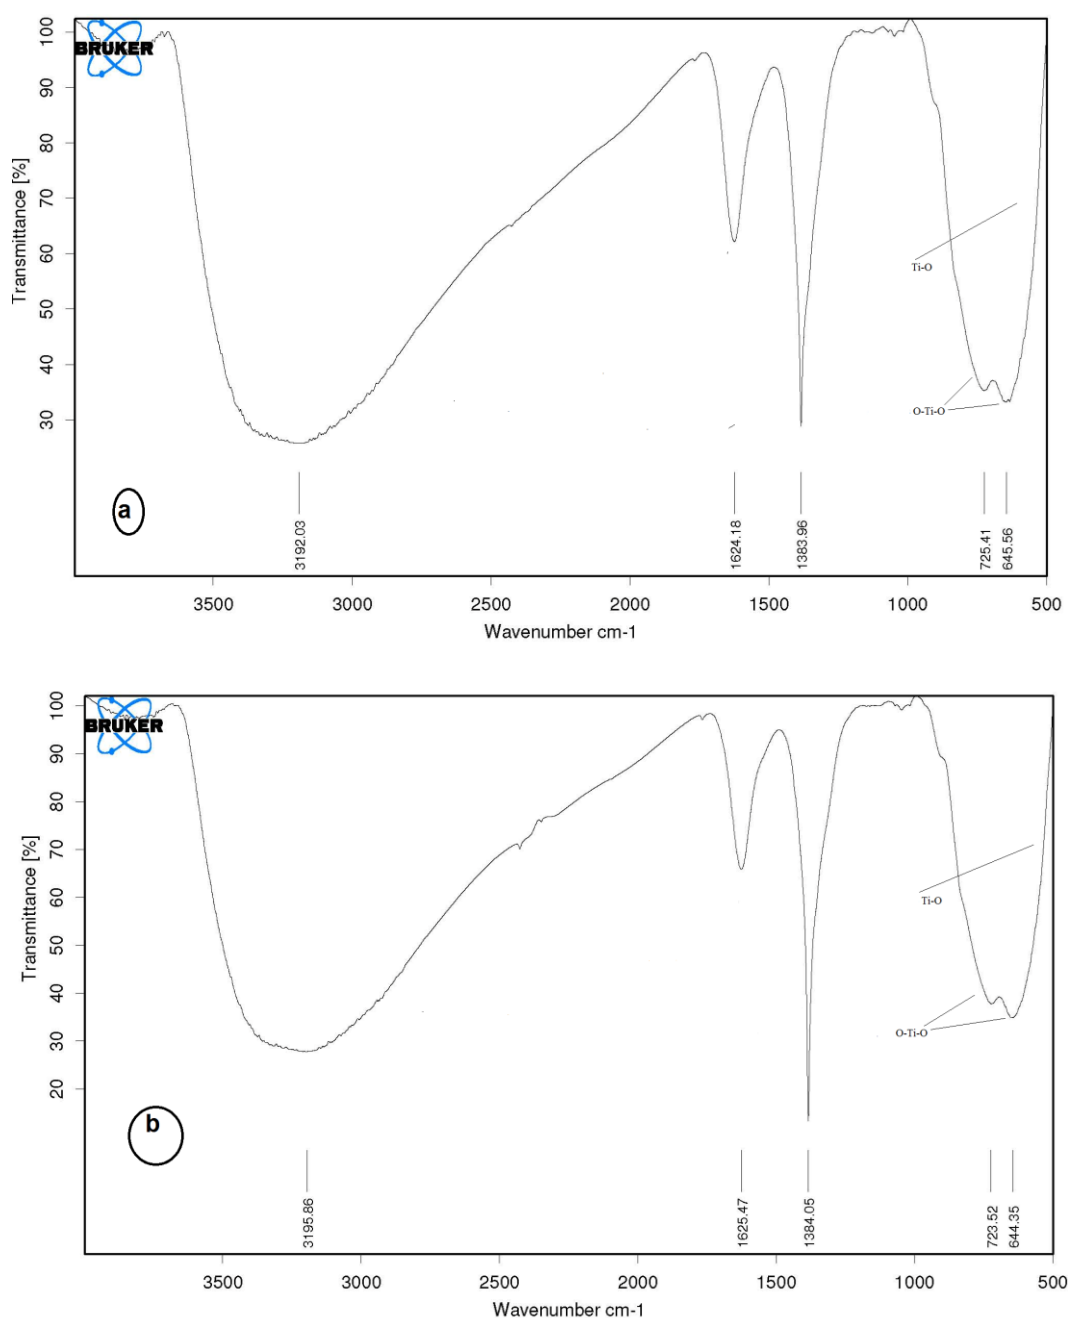 BRUKER
Transmittance [%]
100
90
80
70
60
50
40
30
Ti-O
O-Ti-O
a
3192.03
1624.18
1383.96
725.41
645.56
3500 3000 2500 2000 1500 1000 500
Wavenumber cm-1
BRUKER
Transmittance [%]
100
90
80
70
60
50
40
30
20
Ti-O
O-Ti-O
b
3195.86
1625.47
1384.05
723.52
644.35
3500 3000 2500 2000 1500 1000 500
Wavenumber cm-1